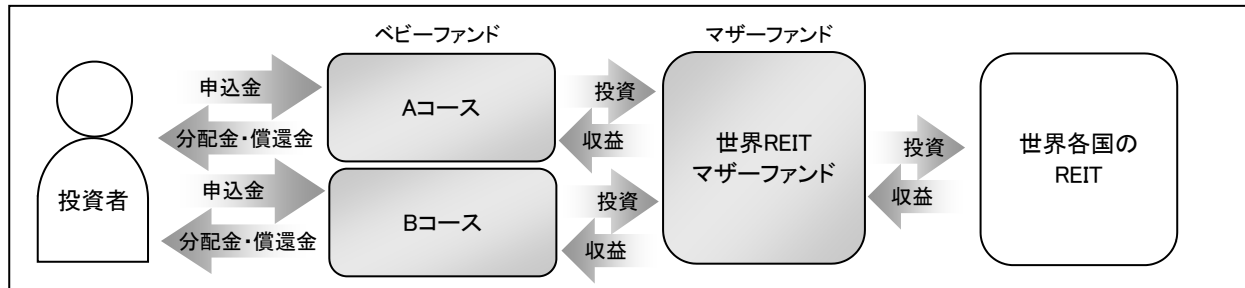 ベビーファンド
マザーファンド
申込金
Aコース
投資
分配金・償還金
収益
申込金
Bコース
投資
分配金・償還金
収益
投資者
世界REIT
マザーファンド
投資
収益
世界各国の
REIT